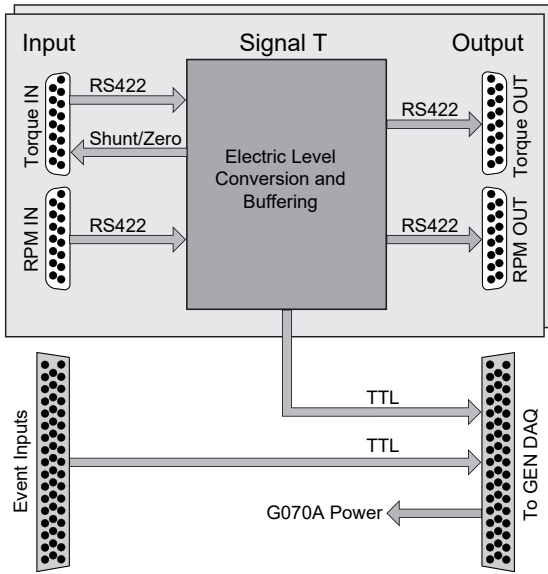 Input
Signal T
Output
Torque IN
RS422
Shunt/Zero
RPM IN
RS422
Electric Level
Conversion and
Buffering
RS422
Torque OUT
RS422
RPM OUT
Event Inputs
TTL
TTL
G070A Power
To GEN DAQ